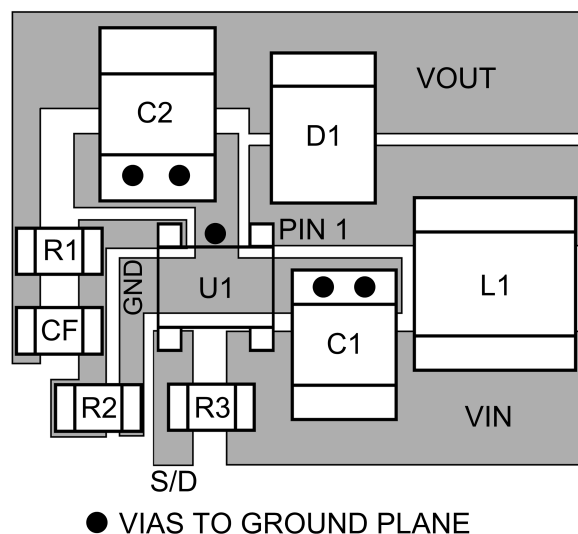 VOUT
C2
D1
PIN 1
R1
GND
U1
L1
CF
C1
R2
R3
VIN
S/D
VIAS TO GROUND PLANE